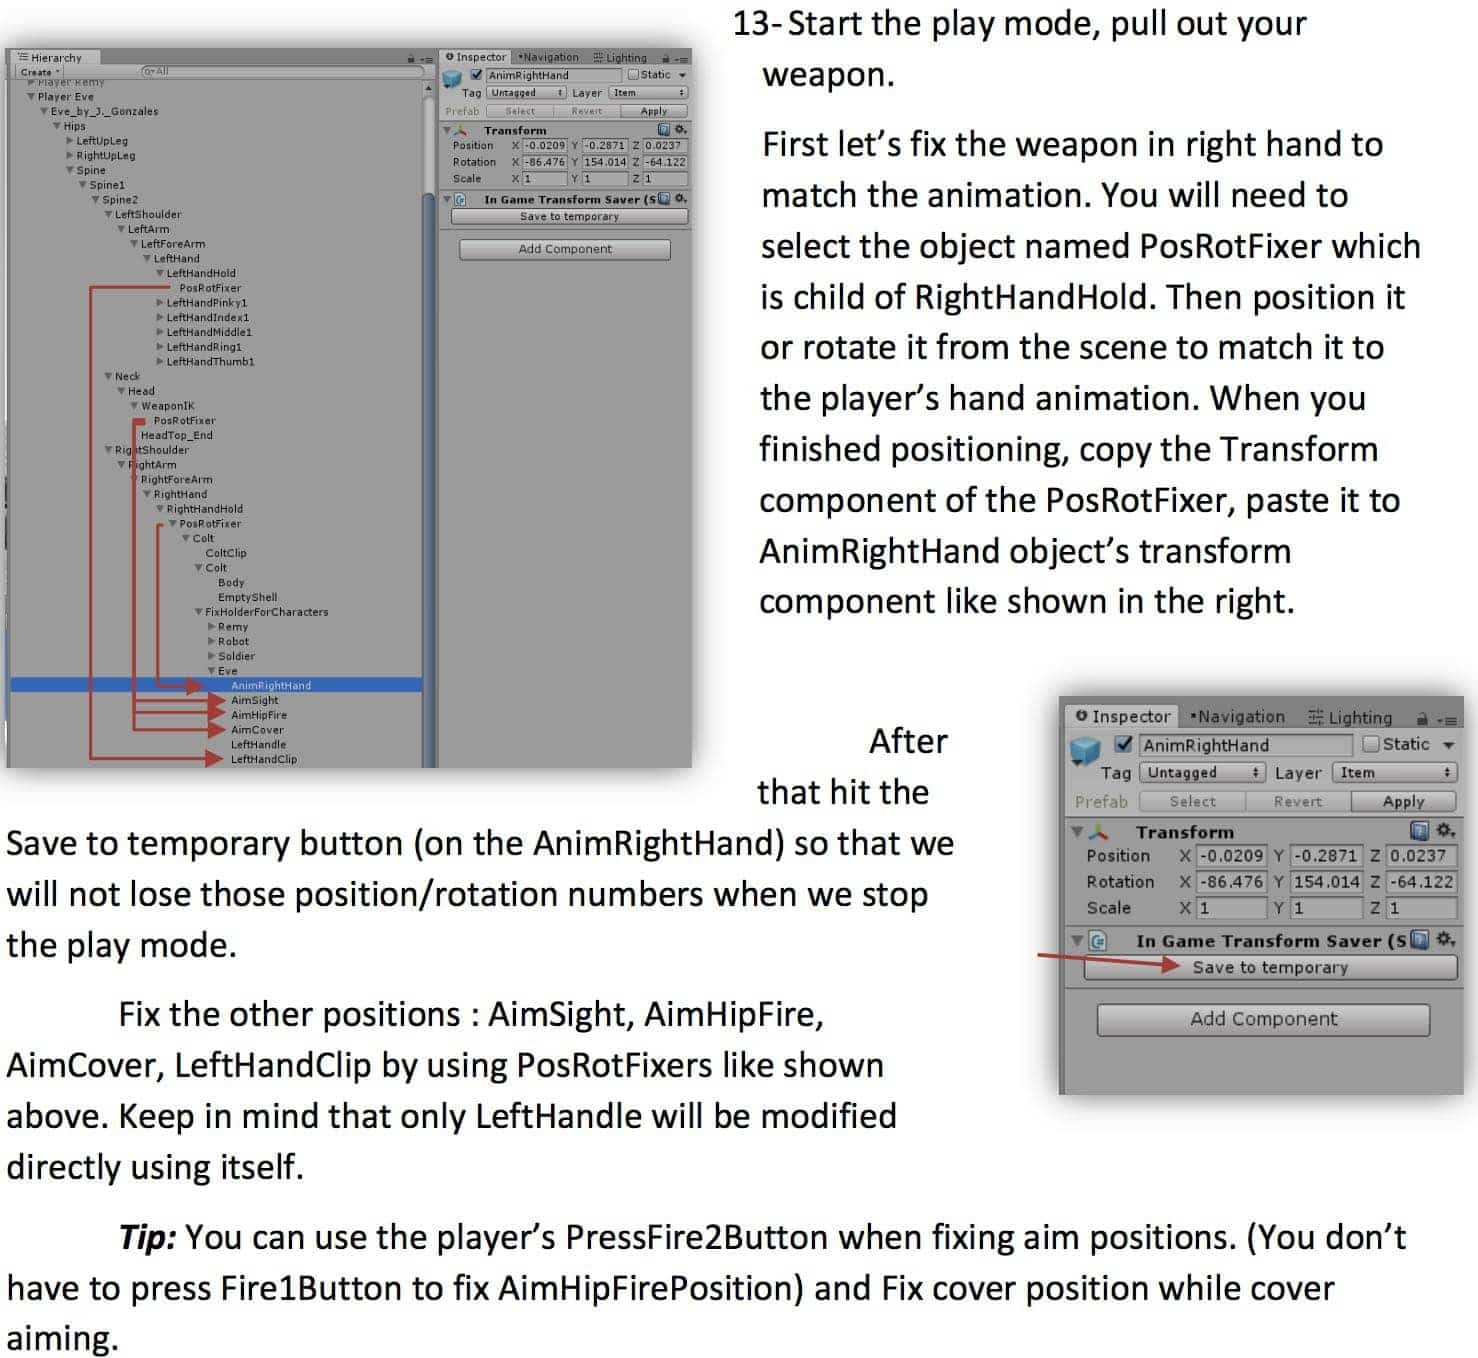 13- Start the play mode, pull out your
weapon.
First let’s fix the weapon in right hand to
match the animation. You will need to
select the object named PosRotFixer which
is child of RightHandHold. Then position it
or rotate it from the scene to match it to
the player’s hand animation. When you
finished positioning, copy the Transform
component of the PosRotFixer, paste it to
AnimRightHand object’s transform
component like shown in the right.
Hierarchy
Create
All
Player Remy
Player Eve
Eve_by_J._Gonzales
Hips
LeftUpLeg
RightUpLeg
Spine
Spine1
Spine2
LeftShoulder
LeftArm
LeftForeArm
LeftHand
LeftHandHold
PosRotFixer
LeftHandPinky1
LeftHandIndex1
LeftHandMiddle1
LeftHandRing1
LeftHandThumb1
Neck
Head
WeaponIK
PosRotFixer
HeadTop_End
RightShoulder
RightArm
RightForeArm
RightHand
RightHandHold
PosRotFixer
Colt
ColtClip
Colt
Body
EmptyShell
FixHolderForCharacters
Remy
Robot
Soldier
Eve
AnimRightHand
AimSight
AimHipFire
AimCover
LeftHandle
LeftHandClip
Inspector Navigation Lighting
AnimRightHand Static
Tag Untagged Layer Item
Prefab Select Revert Apply
Transform
Position X -0.0209 Y -0.2871 Z 0.0237
Rotation X -86.476 Y 154.014 Z -64.122
Scale X 1 Y 1 Z 1
In Game Transform Saver (S
Save to temporary
Add Component
After
that hit the
Save to temporary button (on the AnimRightHand) so that we
will not lose those position/rotation numbers when we stop
the play mode.
Fix the other positions : AimSight, AimHipFire,
AimCover, LeftHandClip by using PosRotFixers like shown
above. Keep in mind that only LeftHandle will be modified
directly using itself.
Inspector Navigation Lighting
AnimRightHand Static
Tag Untagged Layer Item
Prefab Select Revert Apply
Transform
Position X -0.0209 Y -0.2871 Z 0.0237
Rotation X -86.476 Y 154.014 Z -64.122
Scale X 1 Y 1 Z 1
In Game Transform Saver (S
Save to temporary
Add Component
Tip: You can use the player’s PressFire2Button when fixing aim positions. (You don’t
have to press Fire1Button to fix AimHipFirePosition) and Fix cover position while cover
aiming.